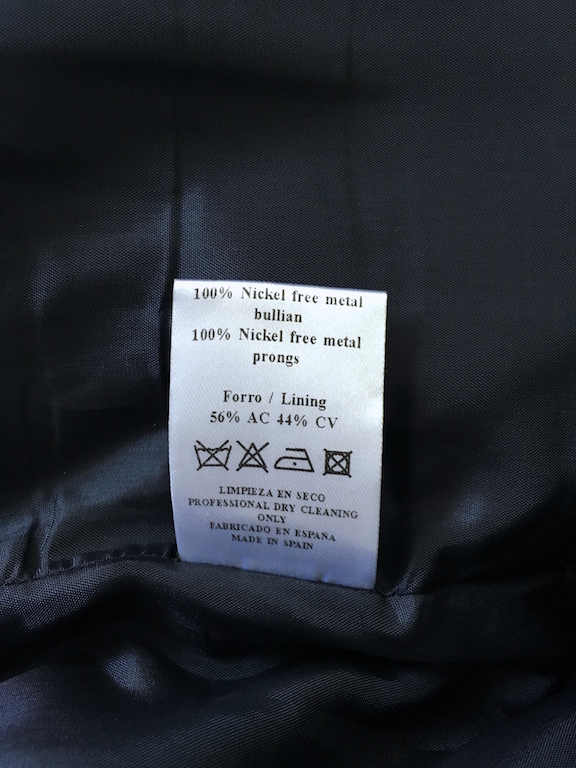 100% Nickel free metal
bullian
100% Nickel free metal
prongs
Forro / Lining
56% AC 44% CV
LIMPIEZA EN SECO
PROFESSIONAL DRY CLEANING
ONLY
FABRICADO EN ESPAÑA
MADE IN SPAIN